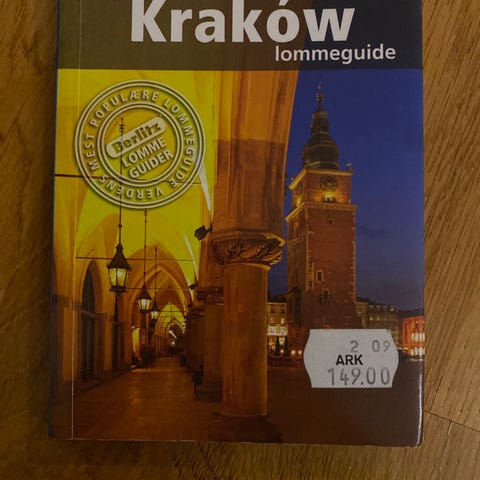 Kraków
lommeguide
VERDENS MEST POPULÆRE LOMMEGUIDE
Berlitz
LOMME
GUIDER
2 09
ARK
149.00